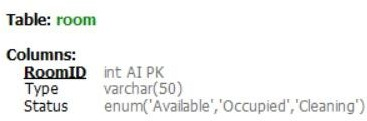 Table: room
Columns:
RoomID int AI PK
Type varchar(50)
Status enum('Available','Occupied','Cleaning')